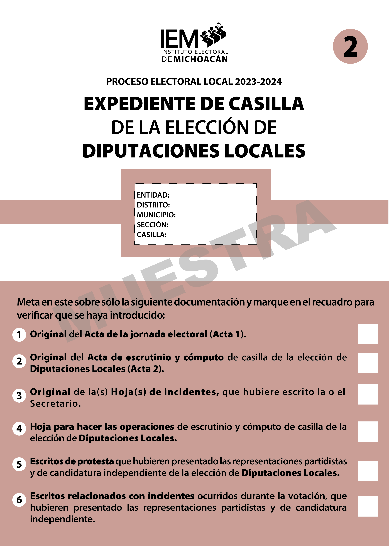 IEM
INSTITUTO ELECTORAL
DE MICHOACÁN
2
PROCESO ELECTORAL LOCAL 2023-2024
EXPEDIENTE DE CASILLA
DE LA ELECCIÓN DE
DIPUTACIONES LOCALES
ENTIDAD:
DISTRITO:
MUNICIPIO:
SECCIÓN:
CASILLA:
MUESTRA
Meta en este sobre sólo la siguiente documentación y marque en el recuadro para
verificar que se haya introducido:
1 Original del Acta de la jornada electoral (Acta 1).
2 Original del Acta de escrutinio y cómputo de casilla de la elección de
Diputaciones Locales (Acta 2).
3 Original de la(s) Hoja(s) de incidentes, que hubiere escrito la o el
Secretario.
4 Hoja para hacer las operaciones de escrutinio y cómputo de casilla de la
elección de Diputaciones Locales.
5 Escritos de protesta que hubieren presentado las representaciones partidistas
y de candidatura independiente de la elección de Diputaciones Locales.
6 Escritos relacionados con incidentes ocurridos durante la votación, que
hubieren presentado las representaciones partidistas y de candidatura
independiente.